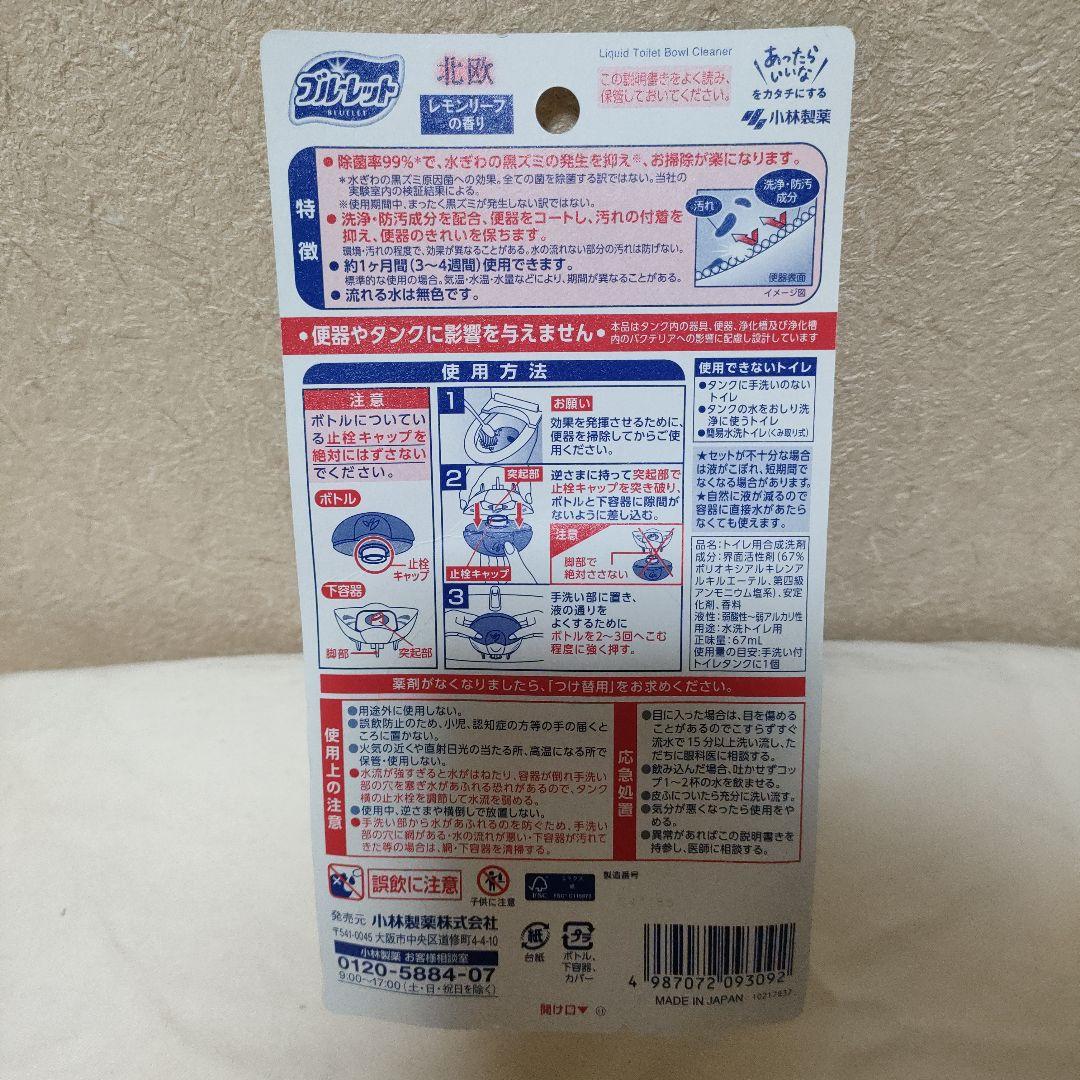 ブルーレット
BLUELET
北欧
レモンリーフ
の香り
Liquid Toilet Bowl Cleaner
この説明書きをよく読み、
保管しておいてください。
あったら
いいな
をカタチにする
小林製薬
特徴
●除菌率99%*で、水ぎわの黒ズミの発生を抑え※、お掃除が楽になります。
*水ぎわの黒ズミ原因菌への効果。全ての菌を除菌する訳ではない。当社の
実験室内の検証結果による。
※使用期間中、まったく黒ズミが発生しない訳ではない。
●洗浄・防汚成分を配合、便器をコートし、汚れの付着を
抑え、便器のきれいを保ちます。
環境・汚れの程度で、効果が異なることがある。水の流れない部分の汚れは防げない。
●約1ヶ月間(3〜4週間)使用できます。
標準的な使用の場合。気温・水温・水量などにより、期間が異なることがある。
●流れる水は無色です。
汚れ
洗浄・防汚
成分
便器表面
イメージ図
●便器やタンクに影響を与えません●
本品はタンク内の器具、便器、浄化槽及び浄化槽
内のバクテリアへの影響に配慮し設計しています
使用方法
注意
ボトルについてい
る止栓キャップを
絶対にはずさない
でください。
ボトル
止栓
キャップ
下容器
脚部
突起部
1
お願い
効果を発揮させるために、
便器を掃除してからご使
用ください。
2
突起部
止栓キャップ
逆さまに持って突起部で
止栓キャップを突き破り、
ボトルと下容器に隙間が
ないように差し込む。
注意
脚部で
絶対ささない
3
手洗い部に置き、
液の通りを
よくするために
ボトルを2〜3回へこむ
程度に強く押す。
使用できないトイレ
●タンクに手洗いのない
トイレ
●タンクの水をおしり洗
浄に使うトイレ
●簡易水洗トイレ(くみ取り式)
★セットが不十分な場合
は液がこぼれ、短期間で
なくなる場合があります。
★自然に液が減るので
容器に直接水があたら
なくても使えます。
品名:トイレ用合成洗剤
成分:界面活性剤(67%
ポリオキシアルキレンア
ルキルエーテル、第四級
アンモニウム塩系)、安定
化剤、香料
液性:弱酸性〜弱アルカリ性
用途:水洗トイレ用
正味量:67mL
使用量の目安:手洗い付
トイレタンクに1個
薬剤がなくなりましたら、「つけ替用」をお求めください。
使用上の注意
●用途外に使用しない。
●誤飲防止のため、小児、認知症の方等の手の届くと
ころに置かない。
●火気の近くや直射日光の当たる所、高温になる所で
保管・使用しない。
●水流が強すぎると水がはねたり、容器が倒れ手洗い
部の穴を塞ぎ水があふれる恐れがあるので、タンク
横の止水栓を調節して水流を弱める。
●使用中、逆さまや横倒しで放置しない。
●手洗い部から水があふれるのを防ぐため、手洗い
部の穴に網がある・水の流れが悪い・下容器が汚れて
きた等の場合は、網・下容器を清掃する。
応急処置
●目に入った場合は、目を傷める
ことがあるのでこすらずすぐ
流水で15分以上洗い流し、た
だちに眼科医に相談する。
●飲み込んだ場合、吐かせずコッ
プ1〜2杯の水を飲ませる。
●皮ふについたら充分に洗い流す。
●気分が悪くなったら使用をや
める。
●異常があればこの説明書きを
持参し、医師に相談する。
誤飲に注意
子供に注意
FSC
ミックス
紙
製造番号
発売元 小林製薬株式会社
〒541-0045 大阪市中央区道修町4-4-10
小林製薬 お客様相談室
0120-5884-07
9:00〜17:00(土・日・祝日を除く)
紙
台紙
プラ
ボトル、
下容器、
カバー
4 987072 093092
MADE IN JAPAN
10217837
開け口▼